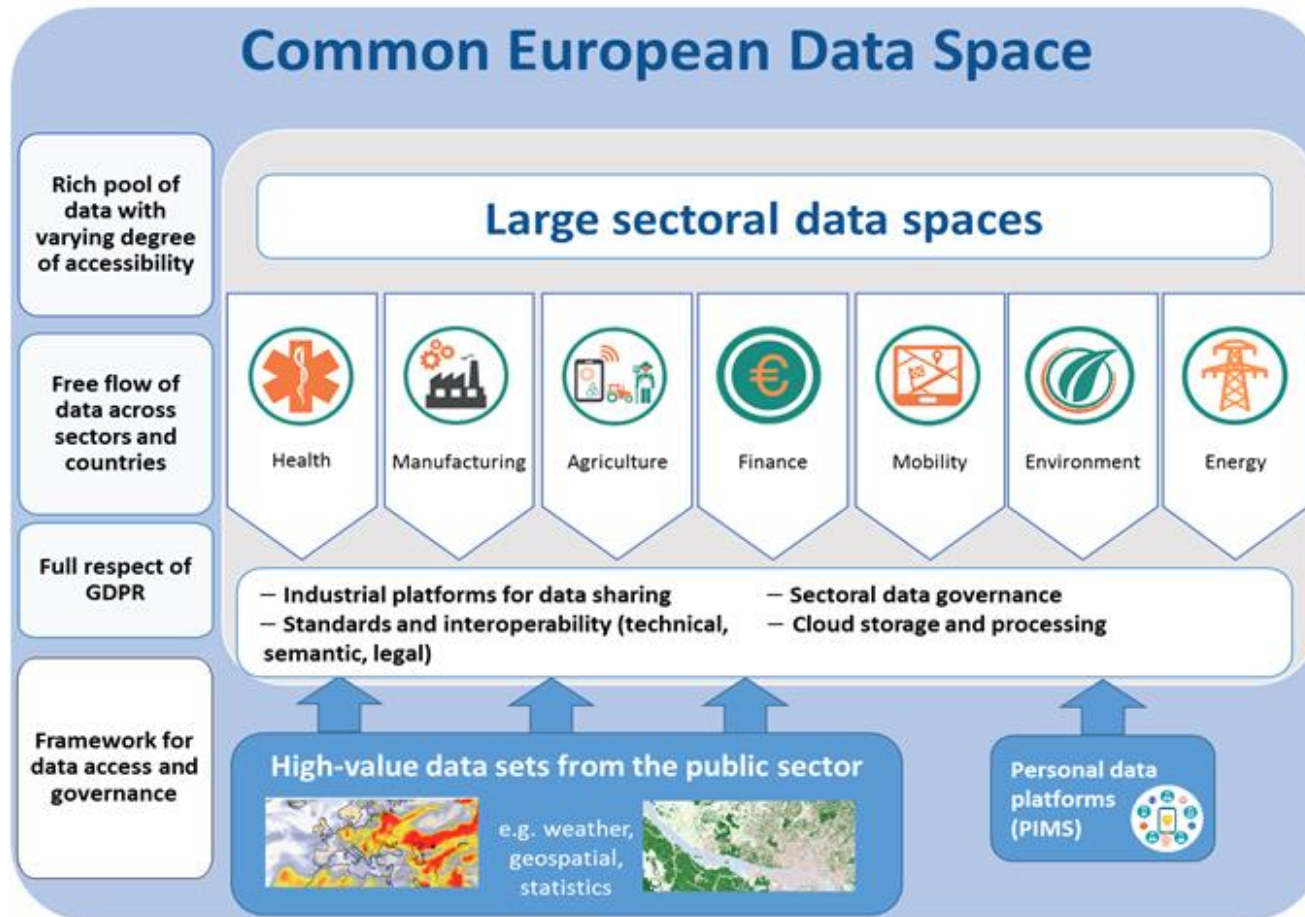 Common European Data Space
Rich pool of
data with
varying degree
of accessibility
Free flow of
data across
sectors and
countries
Full respect of
GDPR
Framework for
data access and
governance
Large sectoral data spaces
Health
Manufacturing
Agriculture
Finance
Mobility
Environment
Energy
– Industrial platforms for data sharing
– Standards and interoperability (technical,
semantic, legal)
– Sectoral data governance
– Cloud storage and processing
High-value data sets from the public sector
e.g. weather,
geospatial,
statistics
Personal data
platforms
(PIMS)